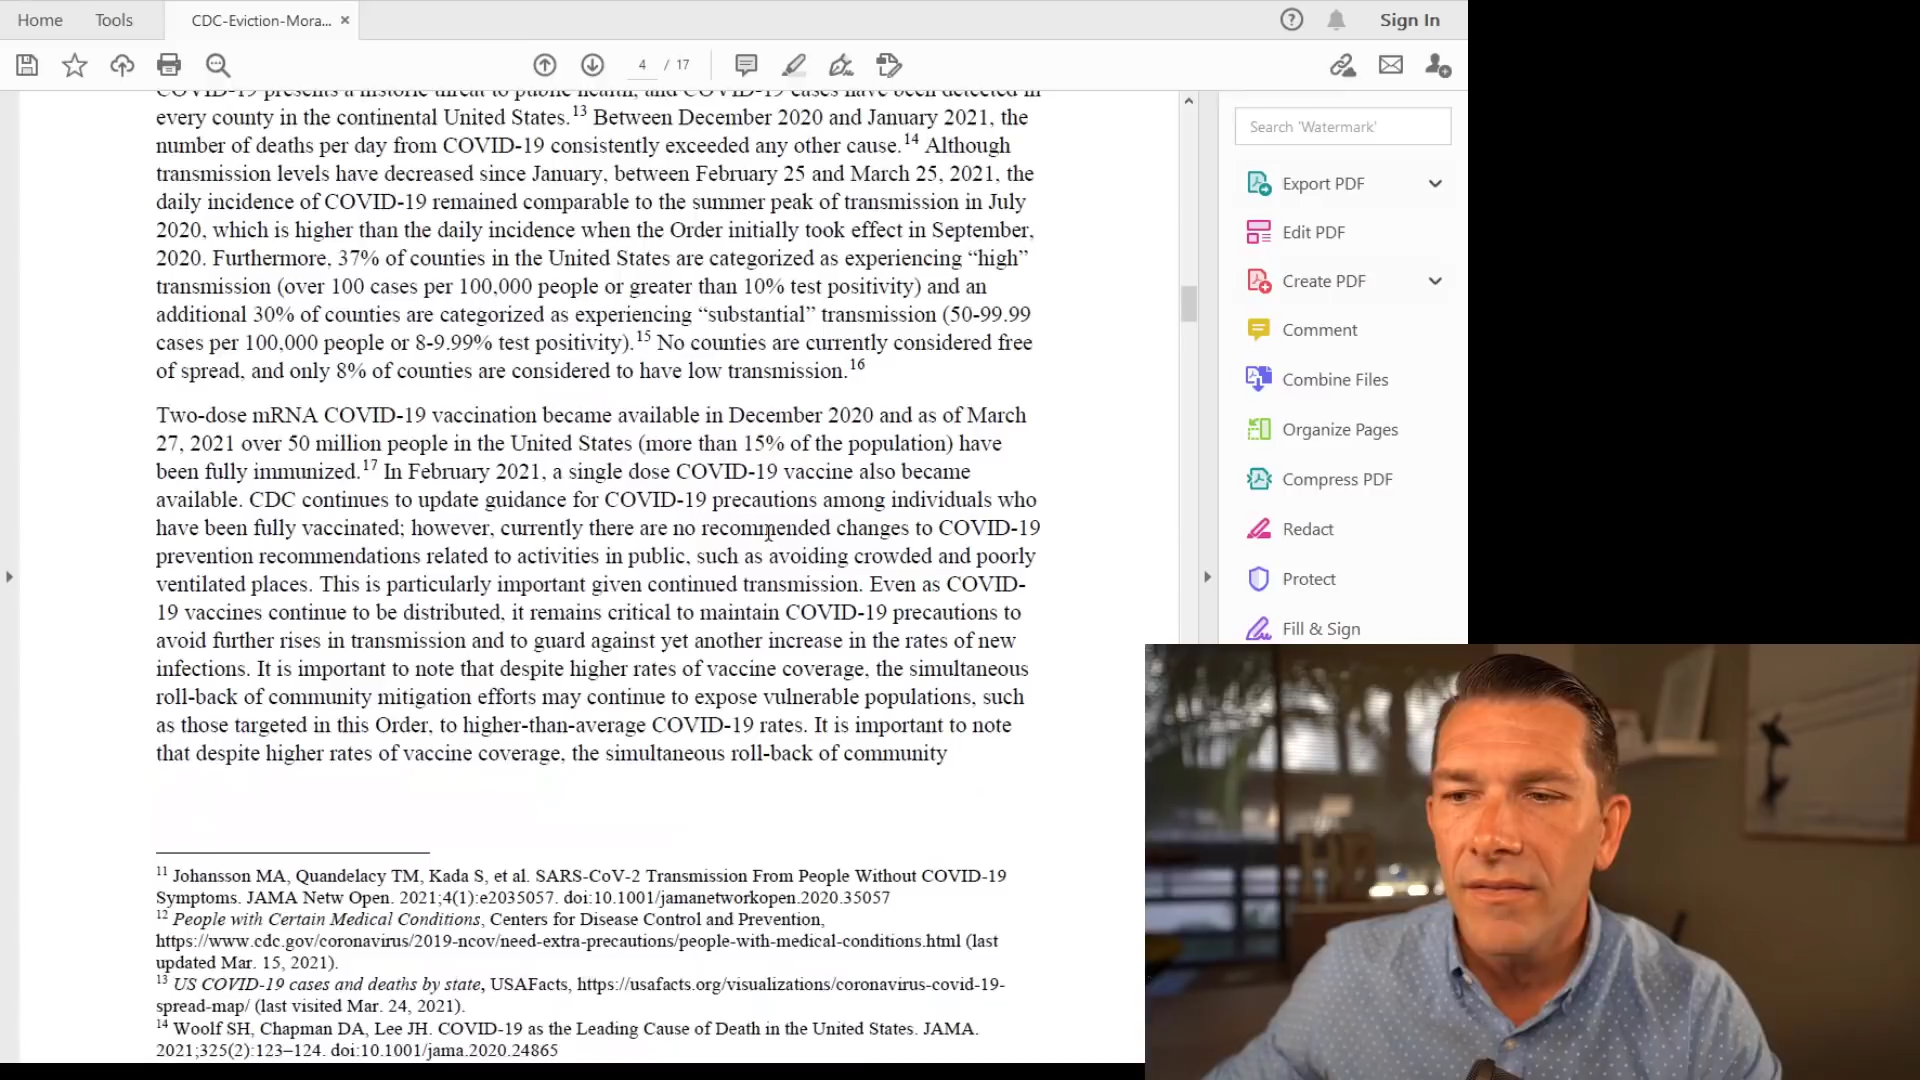 Home Tools CDC-Eviction-Mora... × Sign In
4 / 17
COVID-19 presents a historic threat to public health, and COVID-19 cases have been detected in
every county in the continental United States.13 Between December 2020 and January 2021, the
number of deaths per day from COVID-19 consistently exceeded any other cause.14 Although
transmission levels have decreased since January, between February 25 and March 25, 2021, the
daily incidence of COVID-19 remained comparable to the summer peak of transmission in July
2020, which is higher than the daily incidence when the Order initially took effect in September,
2020. Furthermore, 37% of counties in the United States are categorized as experiencing “high”
transmission (over 100 cases per 100,000 people or greater than 10% test positivity) and an
additional 30% of counties are categorized as experiencing “substantial” transmission (50-99.99
cases per 100,000 people or 8-9.99% test positivity).15 No counties are currently considered free
of spread, and only 8% of counties are considered to have low transmission.16
Two-dose mRNA COVID-19 vaccination became available in December 2020 and as of March
27, 2021 over 50 million people in the United States (more than 15% of the population) have
been fully immunized.17 In February 2021, a single dose COVID-19 vaccine also became
available. CDC continues to update guidance for COVID-19 precautions among individuals who
have been fully vaccinated; however, currently there are no recommended changes to COVID-19
prevention recommendations related to activities in public, such as avoiding crowded and poorly
ventilated places. This is particularly important given continued transmission. Even as COVID-
19 vaccines continue to be distributed, it remains critical to maintain COVID-19 precautions to
avoid further rises in transmission and to guard against yet another increase in the rates of new
infections. It is important to note that despite higher rates of vaccine coverage, the simultaneous
roll-back of community mitigation efforts may continue to expose vulnerable populations, such
as those targeted in this Order, to higher-than-average COVID-19 rates. It is important to note
that despite higher rates of vaccine coverage, the simultaneous roll-back of community
11 Johansson MA, Quandelacy TM, Kada S, et al. SARS-CoV-2 Transmission From People Without COVID-19
Symptoms. JAMA Netw Open. 2021;4(1):e2035057. doi:10.1001/jamanetworkopen.2020.35057
12 People with Certain Medical Conditions, Centers for Disease Control and Prevention,
https://www.cdc.gov/coronavirus/2019-ncov/need-extra-precautions/people-with-medical-conditions.html (last
updated Mar. 15, 2021).
13 US COVID-19 cases and deaths by state, USAFacts, https://usafacts.org/visualizations/coronavirus-covid-19-
spread-map/ (last visited Mar. 24, 2021).
14 Woolf SH, Chapman DA, Lee JH. COVID-19 as the Leading Cause of Death in the United States. JAMA.
2021;325(2):123–124. doi:10.1001/jama.2020.24865
Search 'Watermark'
Export PDF
Edit PDF
Create PDF
Comment
Combine Files
Organize Pages
Compress PDF
Redact
Protect
Fill & Sign